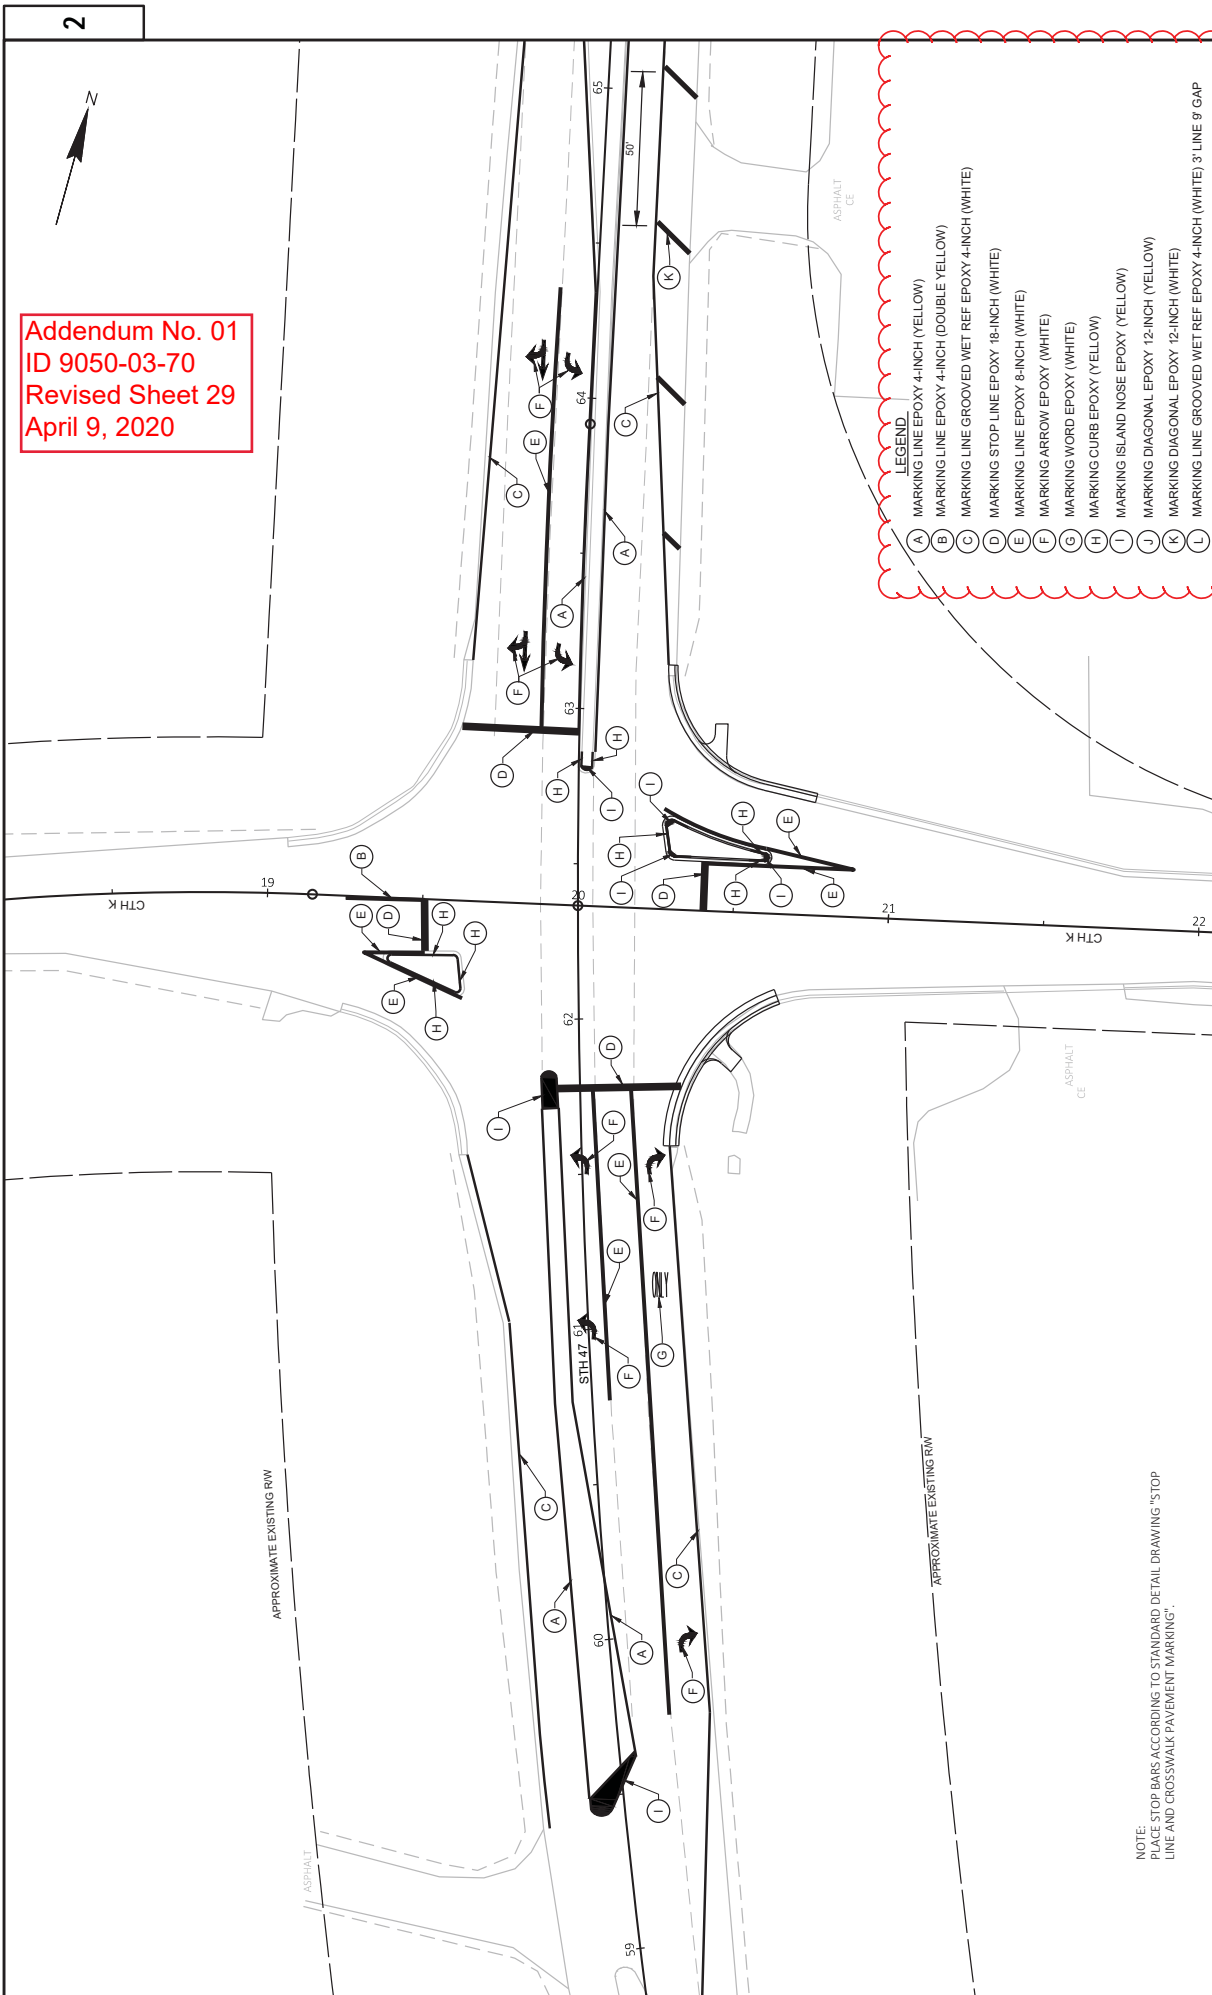 2
N
Addendum No. 01
ID 9050-03-70
Revised Sheet 29
April 9, 2020
65
50'
K
ASPHALT
CE
F
64
E
C
C
A
A
F
63
D
H
H
I
I
H
H
E
I
D
H
I
E
B
19
CTH K
E
D
H
H
E
H
20
21
CTH K
22
62
D
I
F
E
F
E
ONLY
G
61
STH 47
F
C
A
60
A
C
F
I
59
APPROXIMATE EXISTING R/W
APPROXIMATE EXISTING R/W
ASPHALT
ASPHALT
CE
LEGEND
A MARKING LINE EPOXY 4-INCH (YELLOW)
B MARKING LINE EPOXY 4-INCH (DOUBLE YELLOW)
C MARKING LINE GROOVED WET REF EPOXY 4-INCH (WHITE)
D MARKING STOP LINE EPOXY 18-INCH (WHITE)
E MARKING LINE EPOXY 8-INCH (WHITE)
F MARKING ARROW EPOXY (WHITE)
G MARKING WORD EPOXY (WHITE)
H MARKING CURB EPOXY (YELLOW)
I MARKING ISLAND NOSE EPOXY (YELLOW)
J MARKING DIAGONAL EPOXY 12-INCH (YELLOW)
K MARKING DIAGONAL EPOXY 12-INCH (WHITE)
L MARKING LINE GROOVED WET REF EPOXY 4-INCH (WHITE) 3' LINE 9' GAP
NOTE:
PLACE STOP BARS ACCORDING TO STANDARD DETAIL DRAWING "STOP
LINE AND CROSSWALK PAVEMENT MARKING".